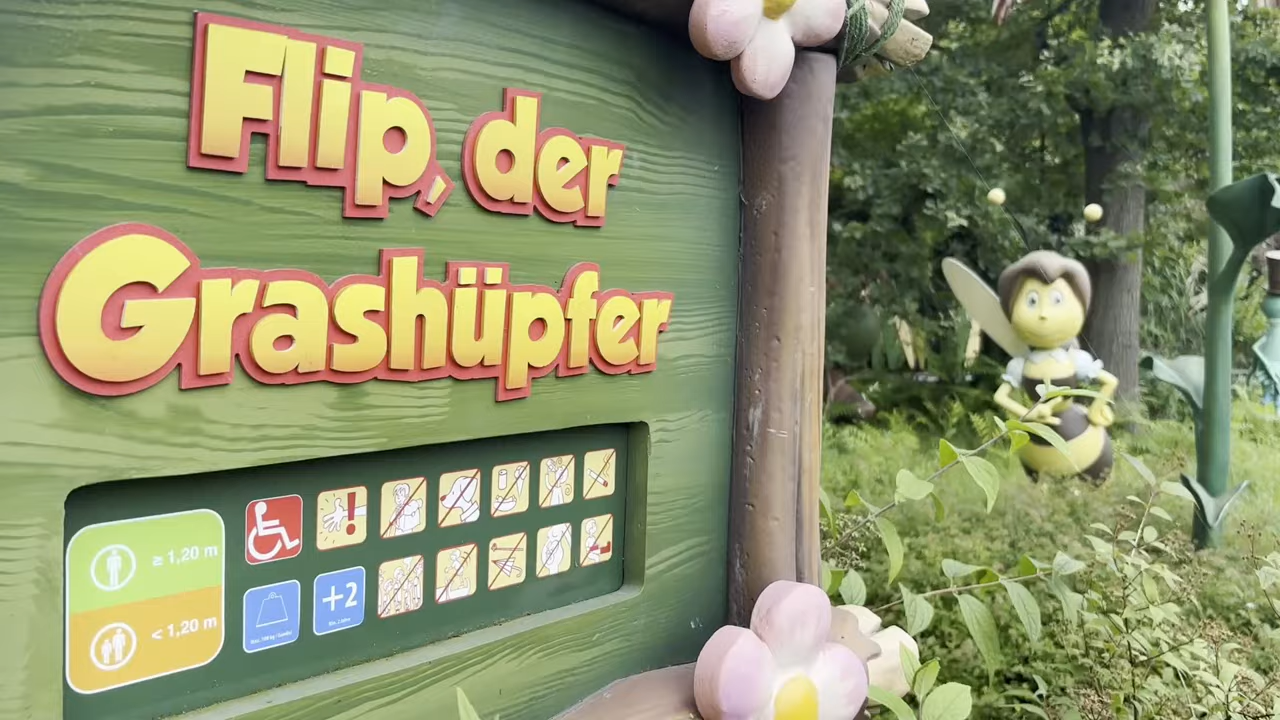 Flip, der
Grashüpfer
≥ 1,20 m
< 1,20 m
+2